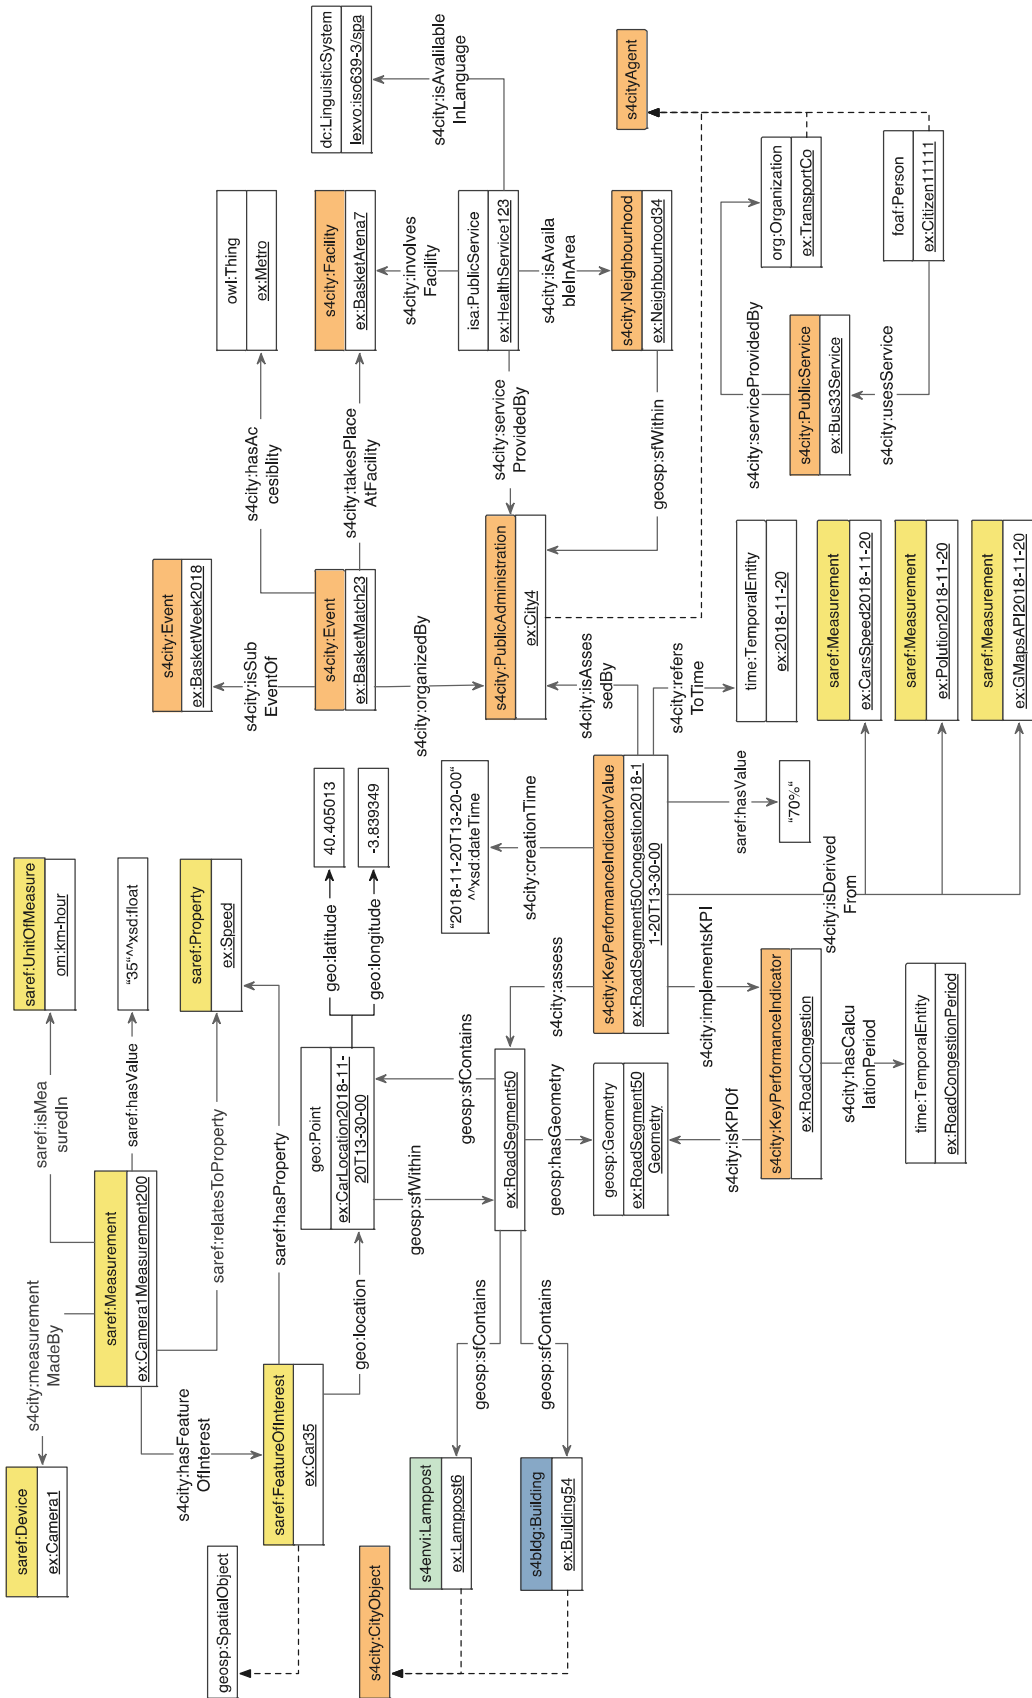 saref:Device
ex:Camera1
s4city:measurement
MadeBy
saref:isMea
suredIn
saref:UnitOfMeasure
om:km-hour
saref:Measurement
ex:Camera1Measurement200
saref:hasValue
"35"^^xsd:float
s4city:hasFeature
OfInterest
saref:relatesToProperty
saref:Property
ex:Speed
s4city:Event
ex:BasketWeek2018
s4city:isSub
EventOf
owl:Thing
ex:Metro
s4city:hasAc
cesiblity
geosp:SpatialObject
saref:FeatureOfInterest
ex:Car35
saref:hasProperty
geo:location
geo:Point
ex:CarLocation2018-11-
20T13-30-00
geo:latitude
40.405013
geo:longitude
-3.839349
s4city:Event
ex:BasketMatch23
s4city:takesPlace
AtFacility
s4city:Facility
ex:BasketArena7
dc:LinguisticSystem
lexvo:iso639-3/spa
s4city:CityObject
s4envi:Lamppost
ex:Lamppost6
geosp:sfContains
geosp:sfWithin
geosp:sfContains
s4city:organizedBy
s4city:involves
Facility
s4city:isAvalilable
InLanguage
"2018-11-20T13-20-00"
^^xsd:dateTime
s4city:creationTime
isa:PublicService
ex:HealthService123
s4city:service
ProvidedBy
s4city:PublicAdministration
ex:City4
s4bldg:Building
ex:Building54
geosp:sfContains
ex:RoadSegment50
geosp:hasGeometry
s4city:assess
s4city:isAsses
sedBy
s4city:isAvaila
bleInArea
geosp:Geometry
ex:RoadSegment50
Geometry
s4city:KeyPerformanceIndicatorValue
ex:RoadSegment50Congestion2018-1
1-20T13-30-00
s4city:Neighbourhood
ex:Neighbourhood34
geosp:sfWithin
s4cityAgent
s4city:isKPIOf
s4city:implementsKPI
s4city:refers
ToTime
saref:hasValue
"70%"
time:TemporalEntity
ex:2018-11-20
s4city:serviceProvidedBy
org:Organization
ex:TransportCo
s4city:KeyPerformanceIndicator
ex:RoadCongestion
s4city:PublicService
ex:Bus33Service
s4city:isDerived
From
saref:Measurement
ex:CarsSpeed2018-11-20
s4city:hasCalcu
lationPeriod
s4city:usesService
foaf:Person
ex:Citizen11111
saref:Measurement
ex:Polution2018-11-20
time:TemporalEntity
ex:RoadCongestionPeriod
saref:Measurement
ex:GMapsAPI2018-11-20